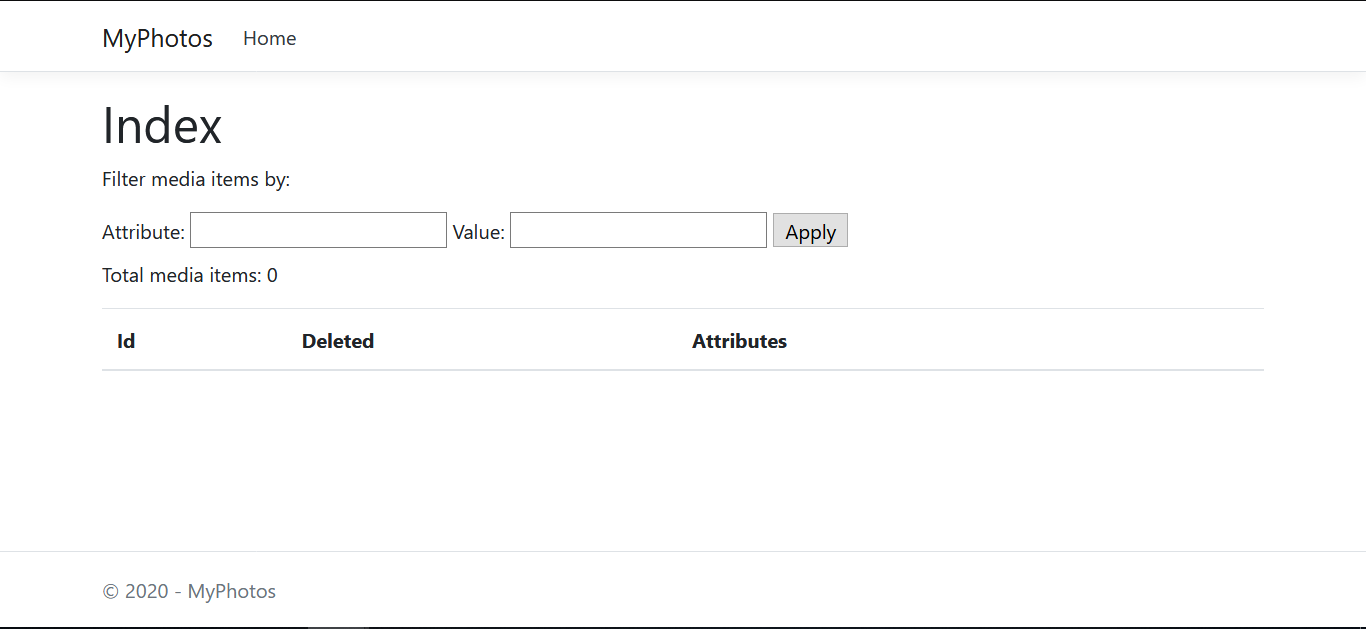 MyPhotos Home
Index
Filter media items by:
Attribute: Value: Apply
Total media items: 0
Id Deleted Attributes
© 2020 - MyPhotos